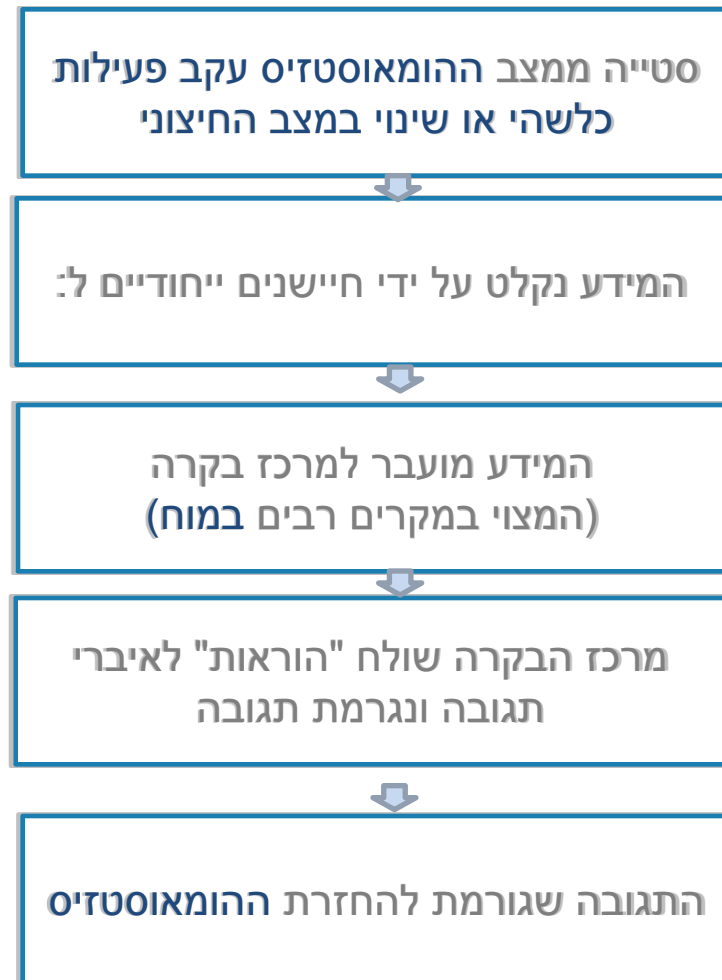 סטייה ממצב ההומאוסטזיס עקב פעילות
כלשהי או שינוי במצב החיצוני
המידע נקלט על ידי חיישנים ייחודיים ל:
המידע מועבר למרכז בקרה
(המצוי במקרים רבים במוח)
מרכז הבקרה שולח "הוראות" לאיברי
תגובה ונגרמת תגובה
התגובה שגורמת להחזרת ההומאוסטזיס